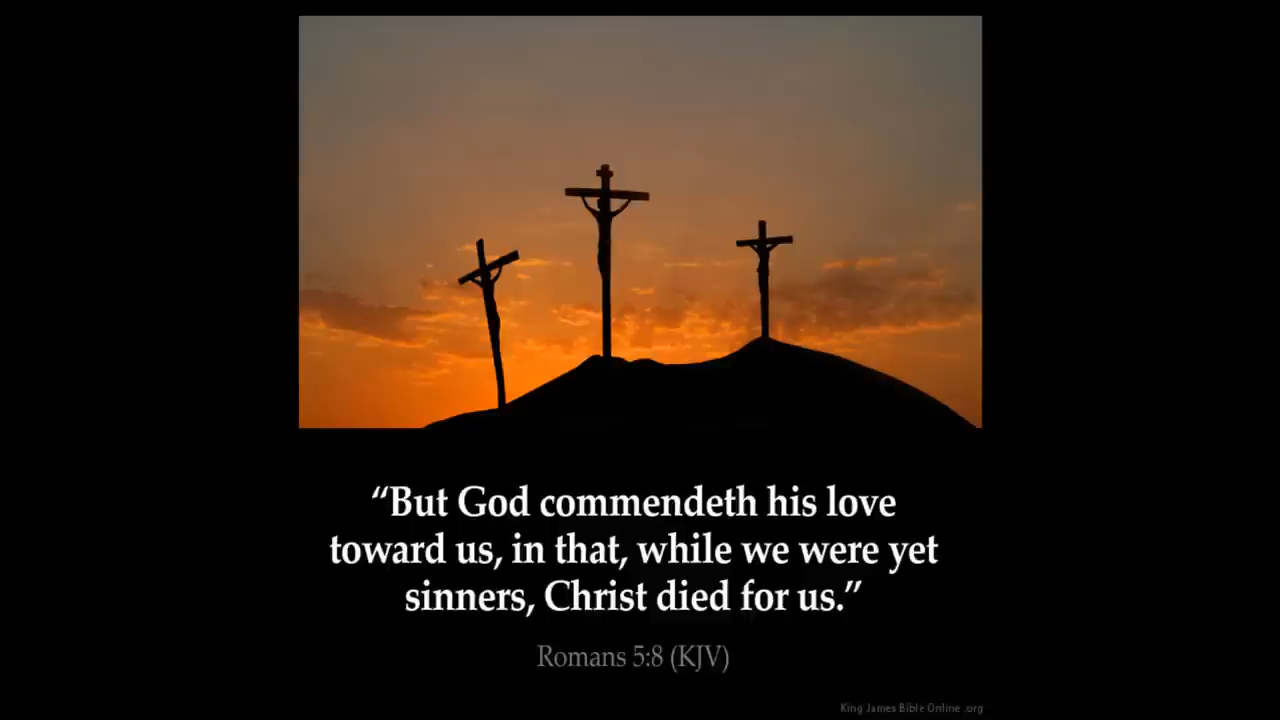 “But God commendeth his love
toward us, in that, while we were yet
sinners, Christ died for us.”
Romans 5:8 (KJV)
King James Bible Online .org